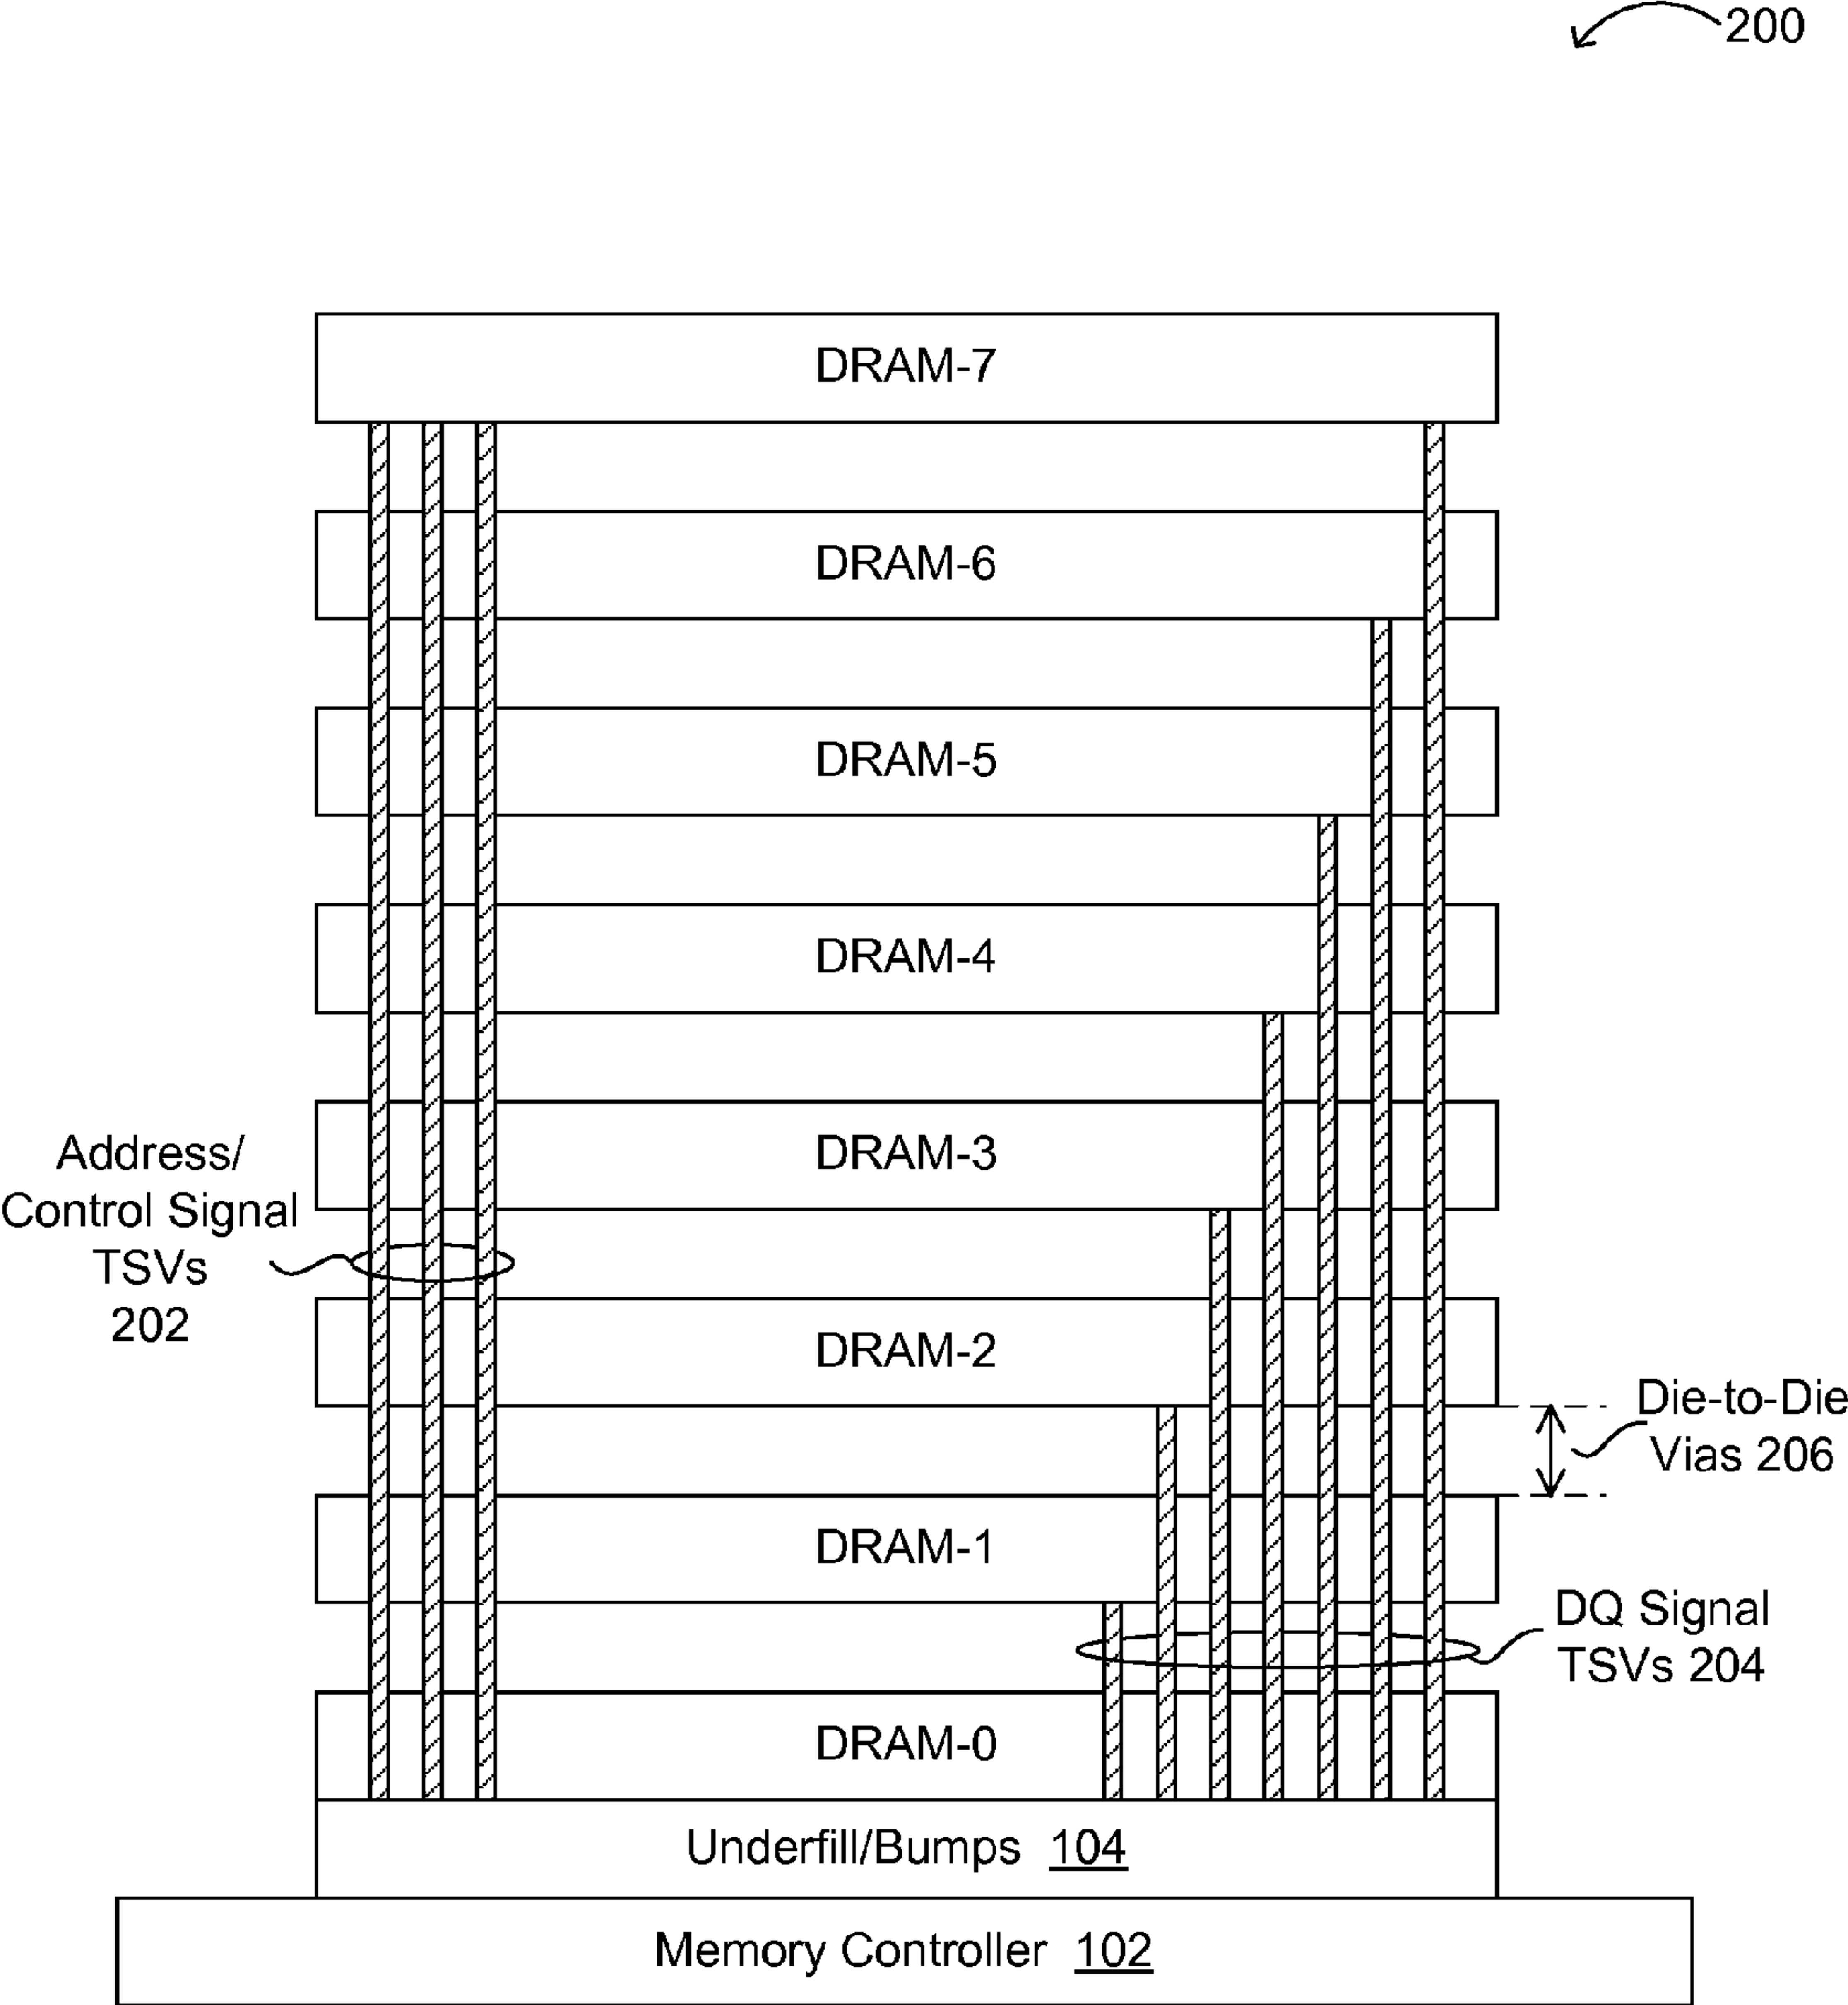 200
DRAM-7
DRAM-6
DRAM-5
DRAM-4
DRAM-3
Address/
Control Signal
TSVs
202
DRAM-2
Die-to-Die
Vias 206
DRAM-1
DQ Signal
TSVs 204
DRAM-0
Underfill/Bumps 104
Memory Controller 102